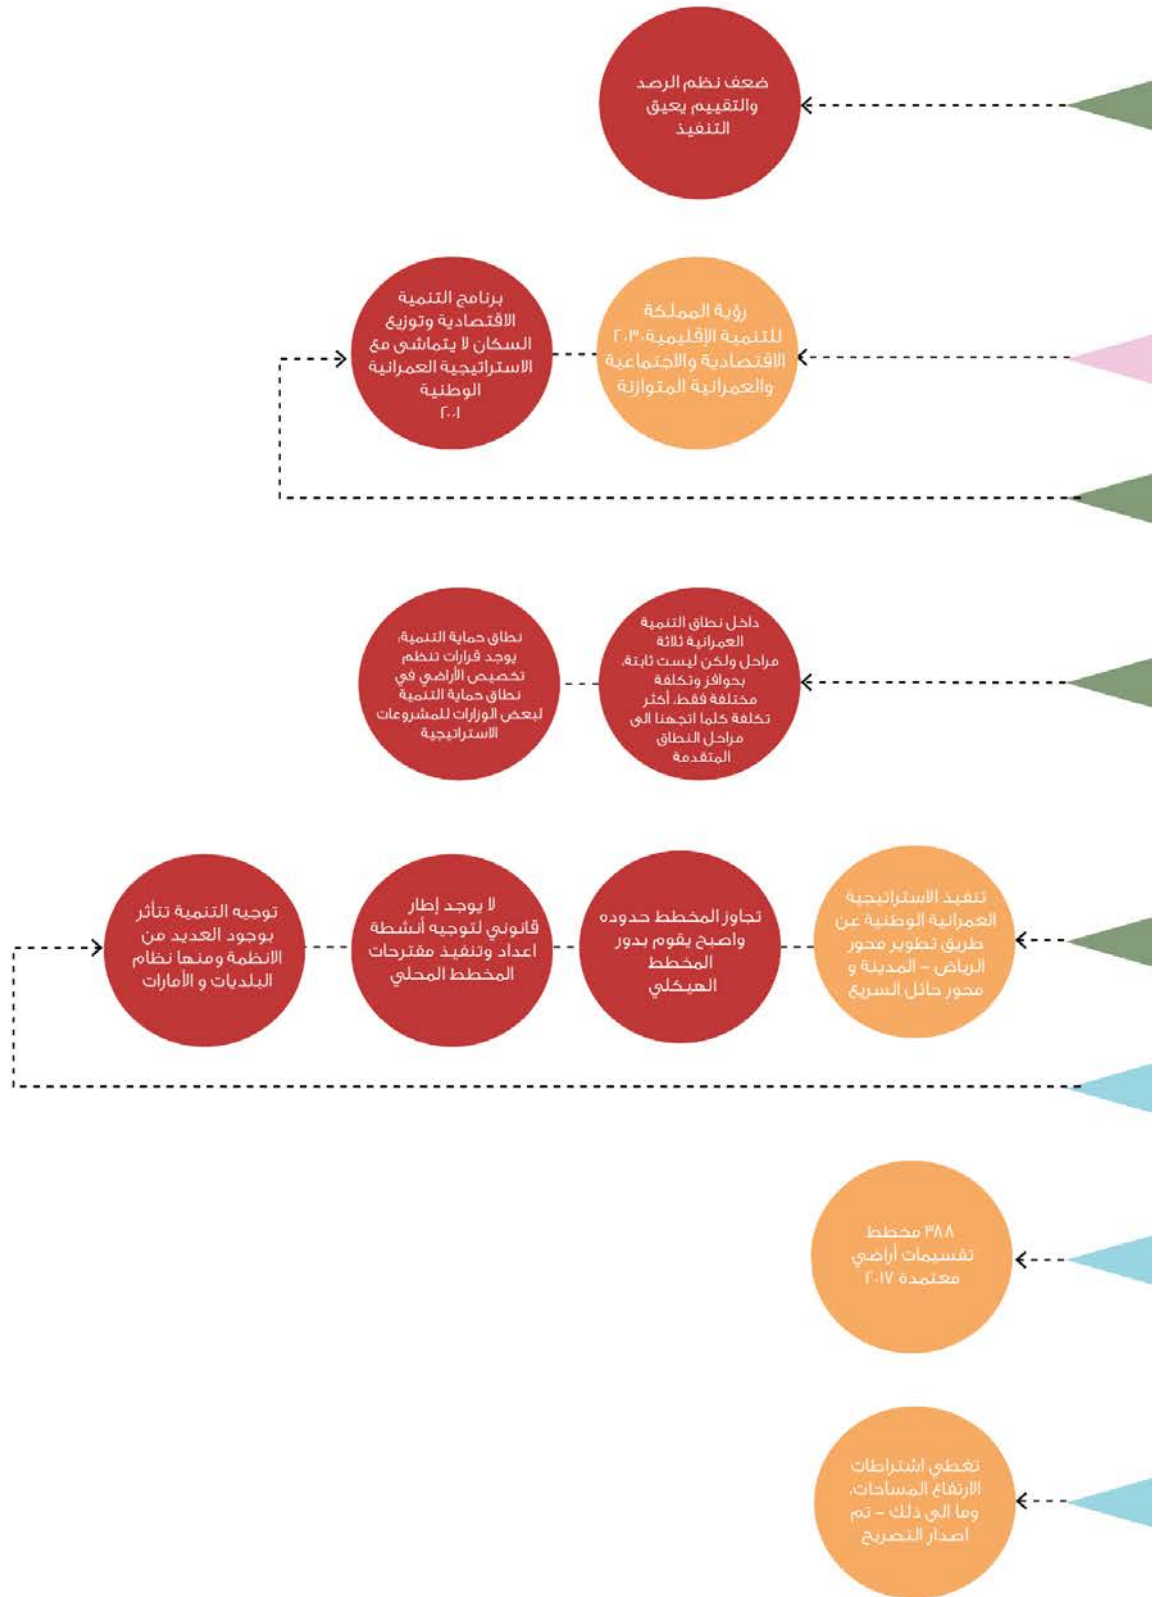 ضعف نظم الرصد
والتقييم يعيق
التنفيذ
رؤية المملكة
للتنمية الإقليمية،٢٠٣٠
الاقتصادية والاجتماعية
والعمرانية المتوازنة
برنامج التنمية
الاقتصادية وتوزيع
السكان لا يتماشى مع
الاستراتيجية العمرانية
الوطنية
٢٠٠١
داخل نطاق التنمية
العمرانية ثلاثة
مراحل ولكن ليست ثابتة،
بحوافز وتكلفة
مختلفة فقط، أكثر
تكلفة كلما اتجهنا الى
مراحل النطاق
المتقدمة
نطاق حماية التنمية،
يوجد قرارات تنظم
تخصيص الأراضي في
نطاق حماية التنمية
لبعض الوزارات للمشروعات
الاستراتيجية
تنفيذ الاستراتيجية
العمرانية الوطنية عن
طريق تطوير محور
الرياض – المدينة و
محور حائل السريع
تجاوز المخطط حدوده
واصبح يقوم بدور
المخطط
الهيكلي
لا يوجد إطار
قانوني لتوجيه أنشطة
اعداد وتنفيذ مقترحات
المخطط المحلي
توجيه التنمية تتأثر
بوجود العديد من
الانظمة ومنها نظام
البلديات و الأمارات
٣٨٨ مخطط
تقسيمات أراضي
معتمدة ٢٠١٧
تغطي اشتراطات
الارتفاع المساحات،
وما الى ذلك – تم
اصدار التصريح